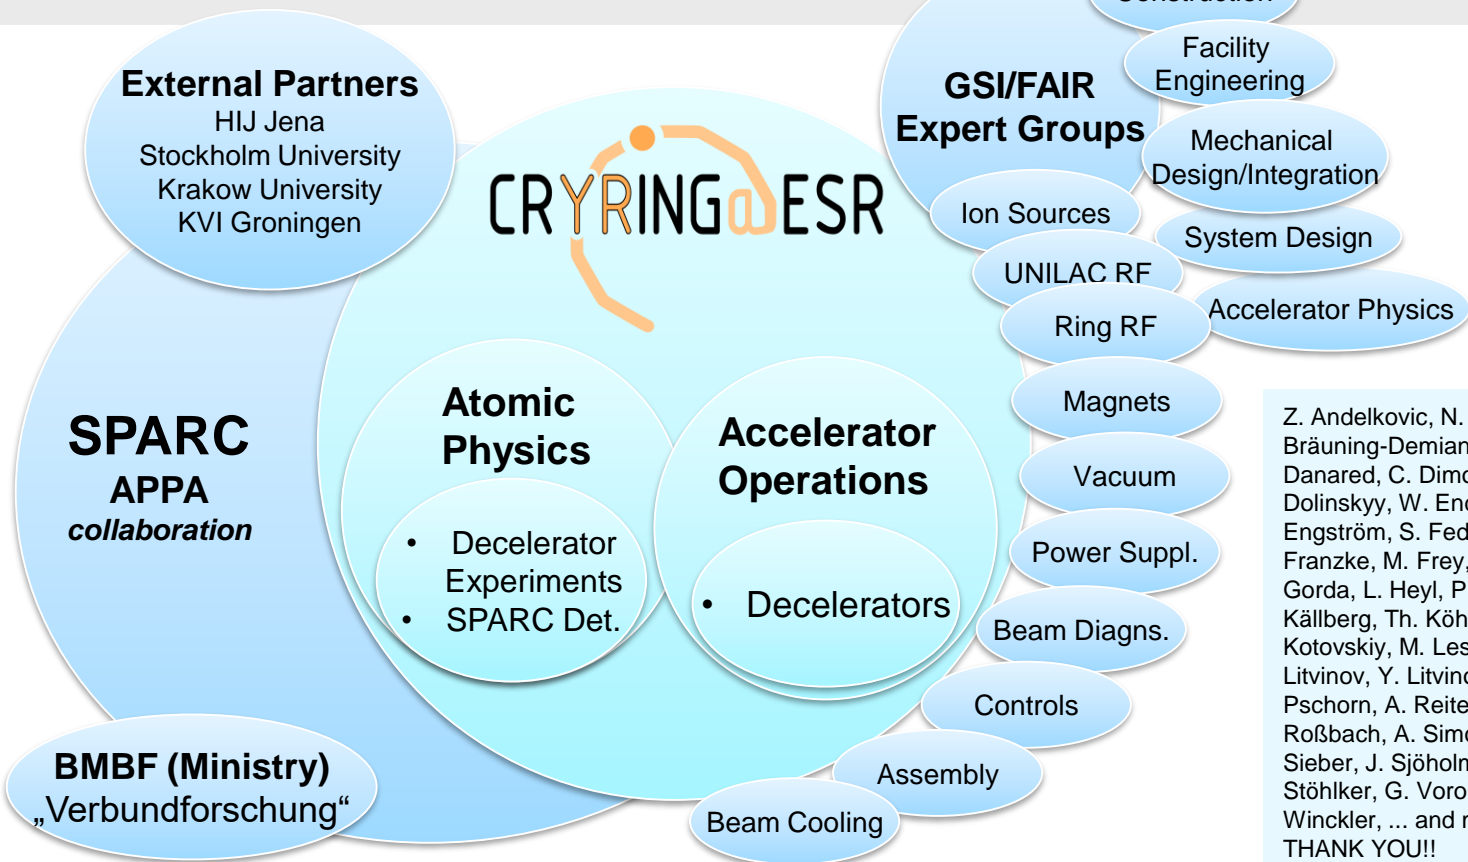 External Partners
HIJ Jena
Stockholm University
Krakow University
KVI Groningen
SPARC
APPA
collaboration
BMBF (Ministry)
„Verbundforschung“
CRYRING@ESR
Atomic
Physics
• Decelerator
Experiments
• SPARC Det.
Accelerator
Operations
• Decelerators
GSI/FAIR
Expert Groups
Facility
Engineering
Mechanical
Design/Integration
System Design
Accelerator Physics
Ion Sources
UNILAC RF
Ring RF
Magnets
Vacuum
Power Suppl.
Beam Diagns.
Controls
Assembly
Beam Cooling
Z. Andelkovic, N.
Bräuning-Demian
Danared, C.
Dolinskyy, W.
Engström, S.
Franzke, M. Frey,
Gorda, L. Heyl, P
Källberg, Th.
Kotovskiy, M.
Litvinov, Y.
Pschorn, A.
Roßbach, A.
Sieber, J.
Stöhlker, G.
Winckler, ... and
THANK YOU!!